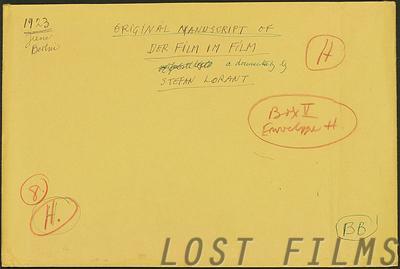 1923
June
Berlin
ORIGINAL MANUSCRIPT OF
DER FILM IM FILM
a documentary by
STEFAN LORANT
H
Box V
Envelope H.
8.
H.
BB
LOST FILMS